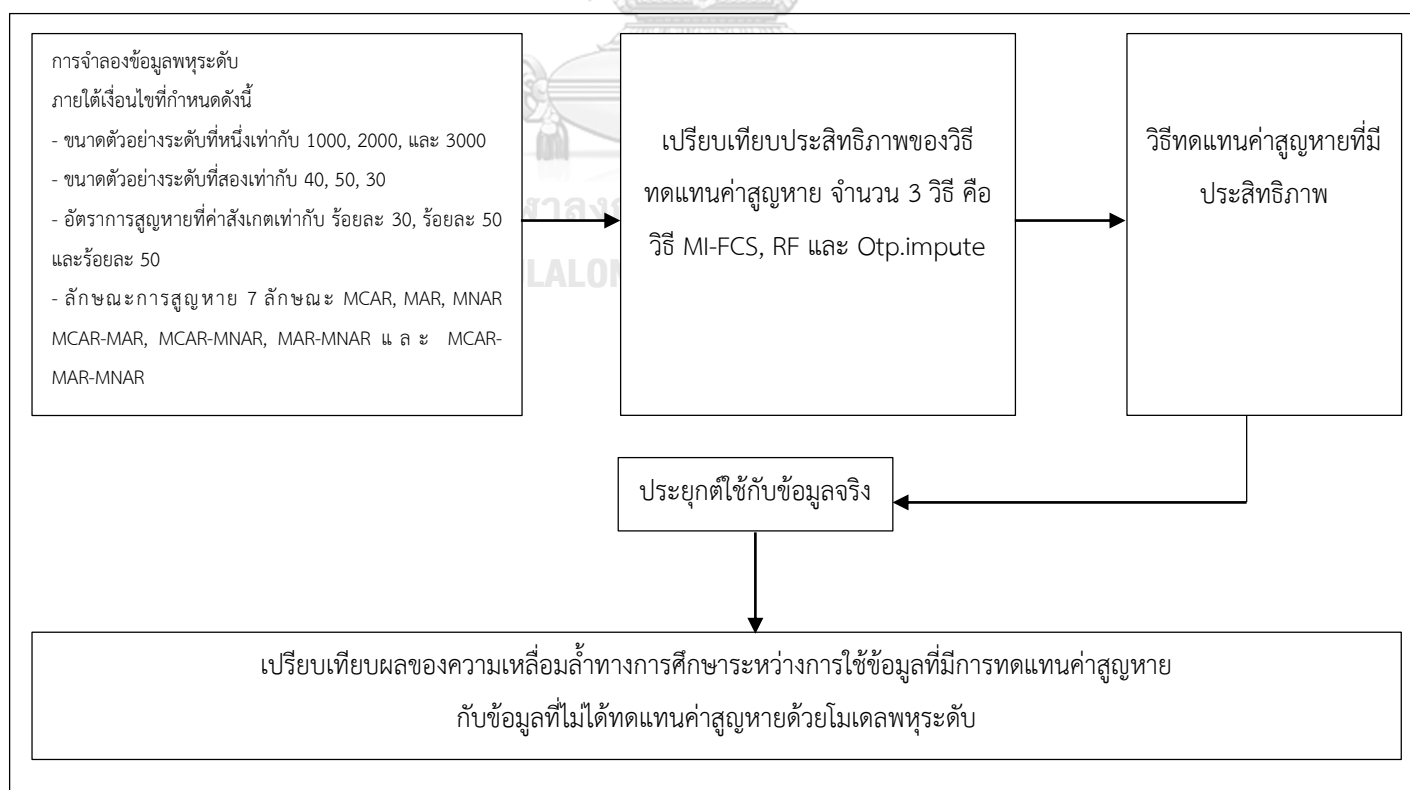 การจำลองข้อมูลพหุระดับ
ภายใต้เงื่อนไขที่กำหนดดังนี้
- ขนาดตัวอย่างระดับที่หนึ่งเท่ากับ 1000, 2000, และ 3000
- ขนาดตัวอย่างระดับที่สองเท่ากับ 40, 50, 30
- อัตราการสูญหายที่ค่าสังเกตเท่ากับ ร้อยละ 30, ร้อยละ 50
และร้อยละ 50
- ลักษณะการสูญหาย 7 ลักษณะ MCAR, MAR, MNAR
MCAR-MAR, MCAR-MNAR, MAR-MNAR และ MCAR-
MAR-MNAR
เปรียบเทียบประสิทธิภาพของวิธี
ทดแทนค่าสูญหาย จำนวน 3 วิธี คือ
วิธี MI-FCS, RF และ Otp.impute
วิธีทดแทนค่าสูญหายที่มี
ประสิทธิภาพ
ประยุกต์ใช้กับข้อมูลจริง
เปรียบเทียบผลของความเหลื่อมล้ำทางการศึกษาระหว่างการใช้ข้อมูลที่มีการทดแทนค่าสูญหาย
กับข้อมูลที่ไม่ได้ทดแทนค่าสูญหายด้วยโมเดลพหุระดับ